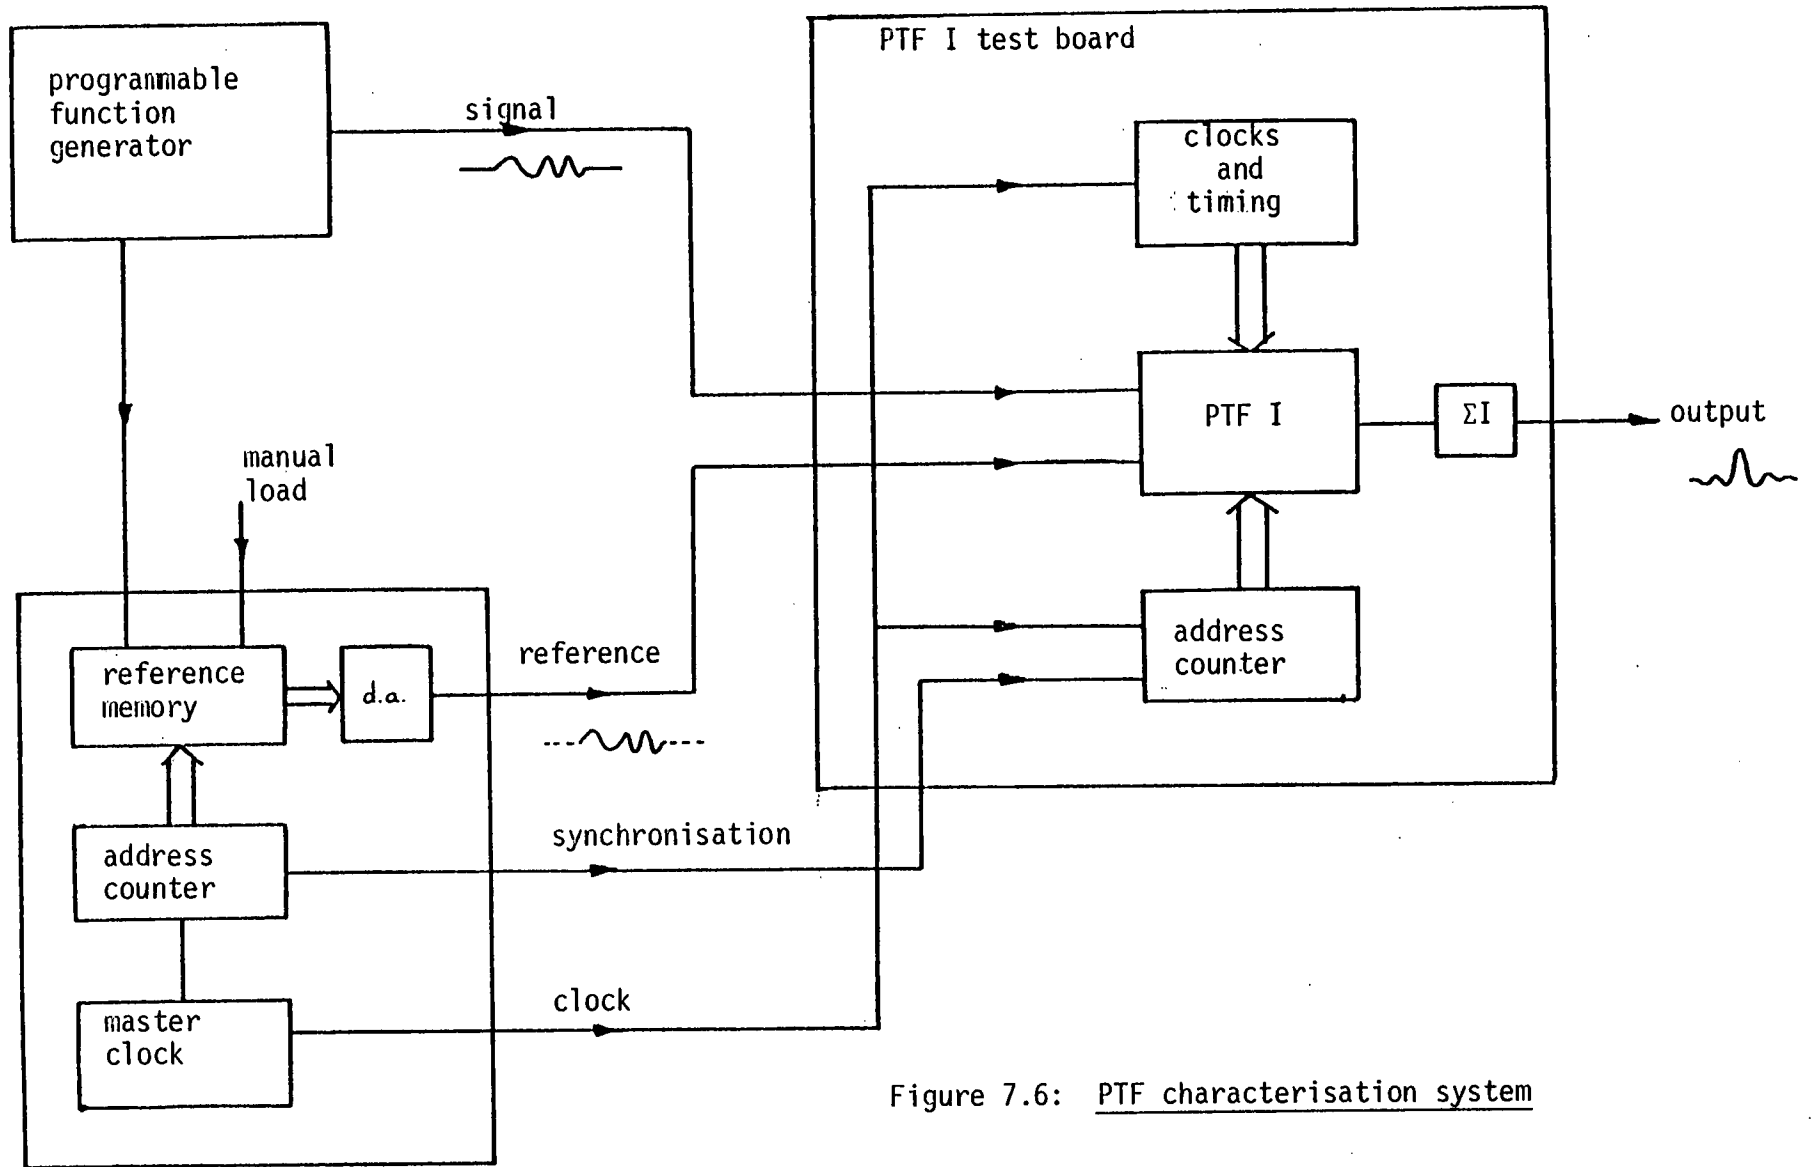 programmable
function
generator
signal
PTF I test board
clocks
and
timing
PTF I
ΣI
output
manual
load
reference
memory
d.a.
reference
address
counter
address
counter
synchronisation
master
clock
clock
Figure 7.6: PTF characterisation system